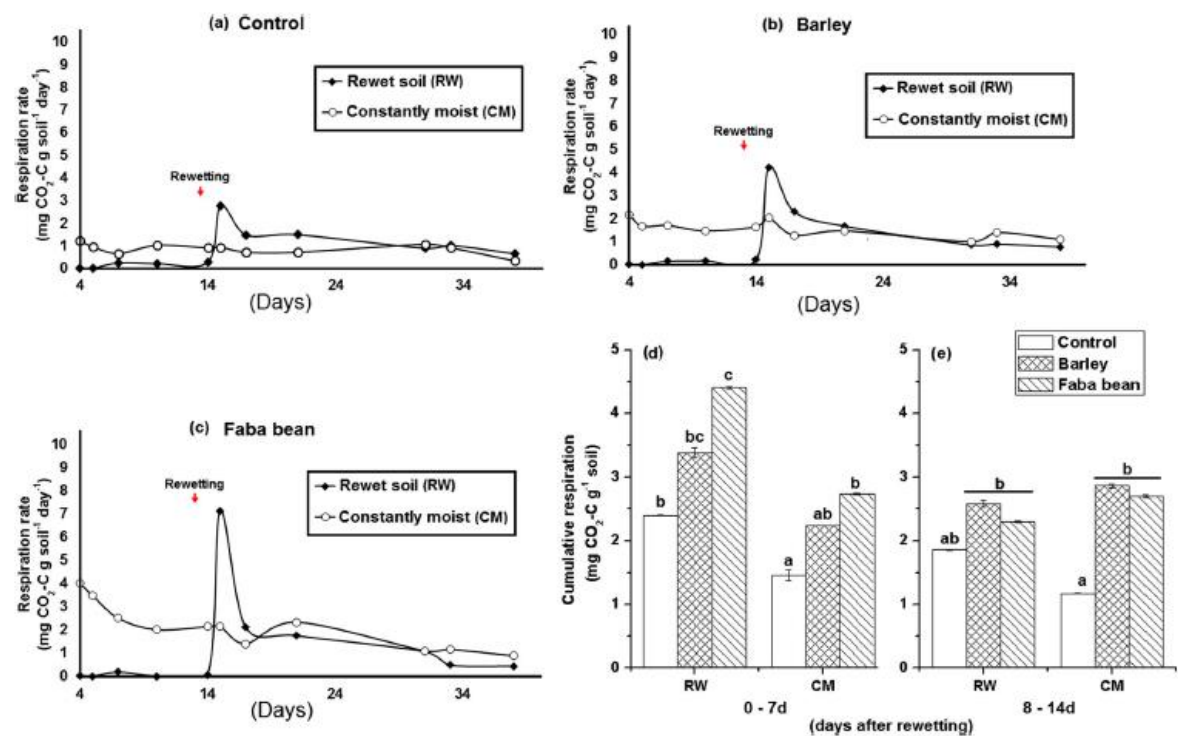 (a) Control
Respiration rate
(mg CO₂-C g soil⁻¹ day⁻¹)
10
9
8
7
6
5
4
3
2
1
0
Rewet soil (RW)
Constantly moist (CM)
Rewetting
4 14 24 34
(Days)
(b) Barley
Respiration rate
(mg CO₂-C g soil⁻¹ day⁻¹)
10
9
8
7
6
5
4
3
2
1
0
Rewet soil (RW)
Constantly moist (CM)
Rewetting
4 14 24 34
(Days)
(c) Faba bean
Respiration rate
(mg CO₂-C g soil⁻¹ day⁻¹)
10
9
8
7
6
5
4
3
2
1
0
Rewetting
Rewet soil (RW)
Constantly moist (CM)
4 14 24 34
(Days)
(d)
Cumulative respiration
(mg CO₂-C g⁻¹ soil)
5
4
3
2
1
0
b bc c
a ab b
RW CM
0 - 7d
(e)
Control
Barley
Faba bean
5
4
3
2
1
0
ab b
a b
RW CM
8 - 14d
(days after rewetting)